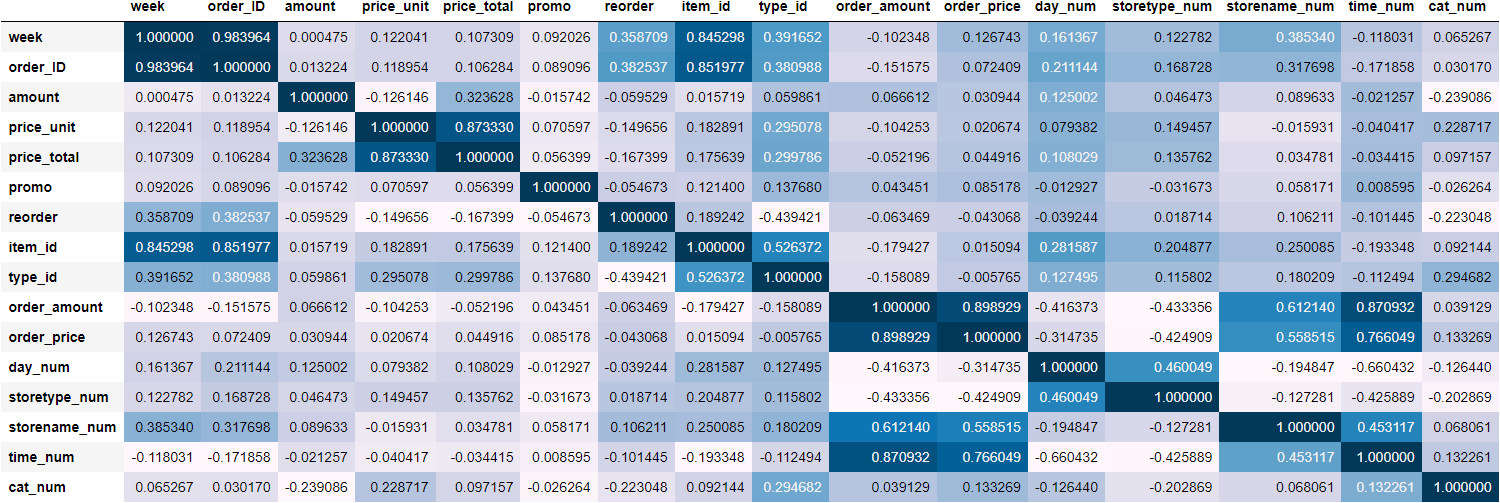 week order_ID amount price_unit price_total promo reorder item_id type_id order_amount order_price day_num storetype_num storename_num time_num cat_num
week 1.000000 0.983964 0.000475 0.122041 0.107309 0.092026 0.358709 0.845298 0.391652 -0.102348 0.126743 0.161367 0.122782 0.385340 -0.118031 0.065267
order_ID 0.983964 1.000000 0.013224 0.118954 0.106284 0.089096 0.382537 0.851977 0.380988 -0.151575 0.072409 0.211144 0.168728 0.317698 -0.171858 0.030170
amount 0.000475 0.013224 1.000000 -0.126146 0.323628 -0.015742 -0.059529 0.015719 0.059861 0.066612 0.030944 0.125002 0.046473 0.089633 -0.021257 -0.239086
price_unit 0.122041 0.118954 -0.126146 1.000000 0.873330 0.070597 -0.149656 0.182891 0.295078 -0.104253 0.020674 0.079382 0.149457 -0.015931 -0.040417 0.228717
price_total 0.107309 0.106284 0.323628 0.873330 1.000000 0.056399 -0.167399 0.175639 0.299786 -0.052196 0.044916 0.108029 0.135762 0.034781 -0.034415 0.097157
promo 0.092026 0.089096 -0.015742 0.070597 0.056399 1.000000 -0.054673 0.121400 0.137680 0.043451 0.085178 -0.012927 -0.031673 0.058171 0.008595 -0.026264
reorder 0.358709 0.382537 -0.059529 -0.149656 -0.167399 -0.054673 1.000000 0.189242 -0.439421 -0.063469 -0.043068 -0.039244 0.018714 0.106211 -0.101445 -0.223048
item_id 0.845298 0.851977 0.015719 0.182891 0.175639 0.121400 0.189242 1.000000 0.526372 -0.179427 0.015094 0.281587 0.204877 0.250085 -0.193348 0.092144
type_id 0.391652 0.380988 0.059861 0.295078 0.299786 0.137680 -0.439421 0.526372 1.000000 -0.158089 -0.005765 0.127495 0.115802 0.180209 -0.112494 0.294682
order_amount -0.102348 -0.151575 0.066612 -0.104253 -0.052196 0.043451 -0.063469 -0.179427 -0.158089 1.000000 0.898929 -0.416373 -0.433356 0.612140 0.870932 0.039129
order_price 0.126743 0.072409 0.030944 0.020674 0.044916 0.085178 -0.043068 0.015094 -0.005765 0.898929 1.000000 -0.314735 -0.424909 0.558515 0.766049 0.133269
day_num 0.161367 0.211144 0.125002 0.079382 0.108029 -0.012927 -0.039244 0.281587 0.127495 -0.416373 -0.314735 1.000000 0.460049 -0.194847 -0.660432 -0.126440
storetype_num 0.122782 0.168728 0.046473 0.149457 0.135762 -0.031673 0.018714 0.204877 0.115802 -0.433356 -0.424909 0.460049 1.000000 -0.127281 -0.425889 -0.202869
storename_num 0.385340 0.317698 0.089633 -0.015931 0.034781 0.058171 0.106211 0.250085 0.180209 0.612140 0.558515 -0.194847 -0.127281 1.000000 0.453117 0.068061
time_num -0.118031 -0.171858 -0.021257 -0.040417 -0.034415 0.008595 -0.101445 -0.193348 -0.112494 0.870932 0.766049 -0.660432 -0.425889 0.453117 1.000000 0.132261
cat_num 0.065267 0.030170 -0.239086 0.228717 0.097157 -0.026264 -0.223048 0.092144 0.294682 0.039129 0.133269 -0.126440 -0.202869 0.068061 0.132261 1.000000